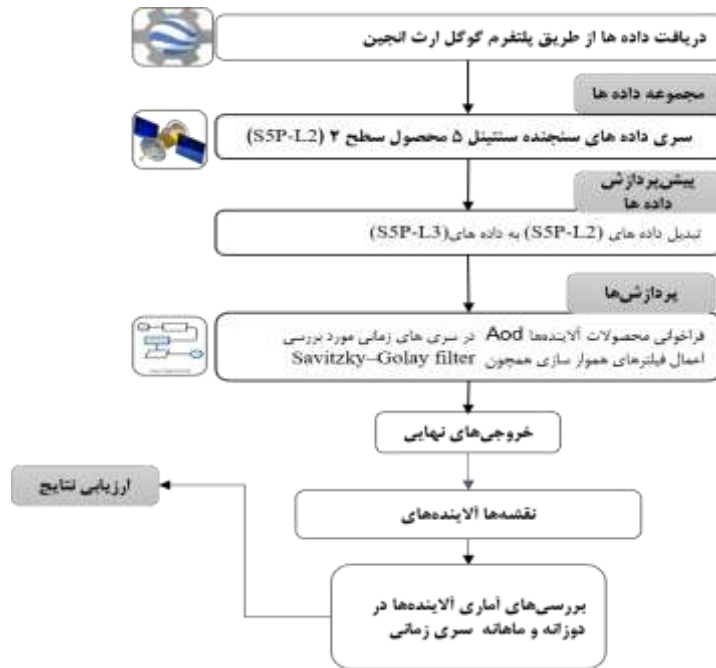 دریافت داده ها از طریق پلتفرم گوگل ارث انجین
مجموعه داده ها
سری داده های سنجنده سنتینل ۵ محصول سطح ۲ (S5P-L2)
پیش‌پردازش
داده ها
تبدیل داده های (S5P-L2) به داده های(S5P-L3)
پردازش‌ها
فراخوانی محصولات آلاینده‌ها Aod در سری های زمانی مورد بررسی
اعمال فیلترهای هموار سازی همچون Savitzky–Golay filter
خروجی‌های نهایی
نقشه‌ها آلاینده‌های
ارزیابی نتایج
بررسی‌های آماری آلاینده‌ها در
دوزانه و ماهانه سری زمانی